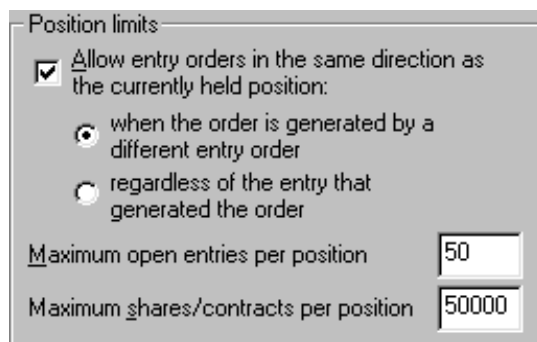 Position limits
Allow entry orders in the same direction as
the currently held position:
when the order is generated by a
different entry order
regardless of the entry that
generated the order
Maximum open entries per position 50
Maximum shares/contracts per position 50000